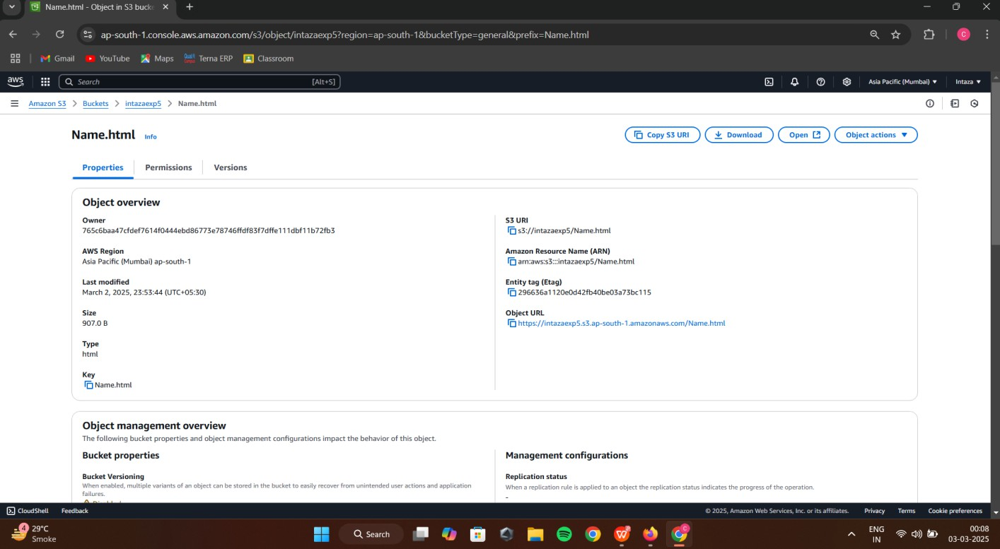 Name.html - Object in S3 bucke
ap-south-1.console.aws.amazon.com/s3/object/intazaexp5?region=ap-south-1&bucketType=general&prefix=Name.html
C
Gmail
YouTube
Maps
Terna ERP
Classroom
aws
Search
[Alt+S]
Asia Pacific (Mumbai)
Intaza
Amazon S3
Buckets
intazaexp5
Name.html
Name.html Info
Copy S3 URI
Download
Open
Object actions
Properties
Permissions
Versions
Object overview
Owner
765c6baa47cfdef7614f0444ebd86773e78746ffdf83f7dffe111dbf11b72fb3
AWS Region
Asia Pacific (Mumbai) ap-south-1
Last modified
March 2, 2025, 23:53:44 (UTC+05:30)
Size
907.0 B
Type
html
Key
Name.html
S3 URI
s3://intazaexp5/Name.html
Amazon Resource Name (ARN)
arn:aws:s3:::intazaexp5/Name.html
Entity tag (Etag)
296636a1120e0d42fb40be03a73bc115
Object URL
https://intazaexp5.s3.ap-south-1.amazonaws.com/Name.html
Object management overview
The following bucket properties and object management configurations impact the behavior of this object.
Bucket properties
Bucket Versioning
When enabled, multiple variants of an object can be stored in the bucket to easily recover from unintended user actions and application
failures.
Management configurations
Replication status
When a replication rule is applied to an object the replication status indicates the progress of the operation.
-
CloudShell
Feedback
© 2025, Amazon Web Services, Inc. or its affiliates.
Privacy
Terms
Cookie preferences
4
29°C
Smoke
Search
C
ENG
IN
00:08
03-03-2025